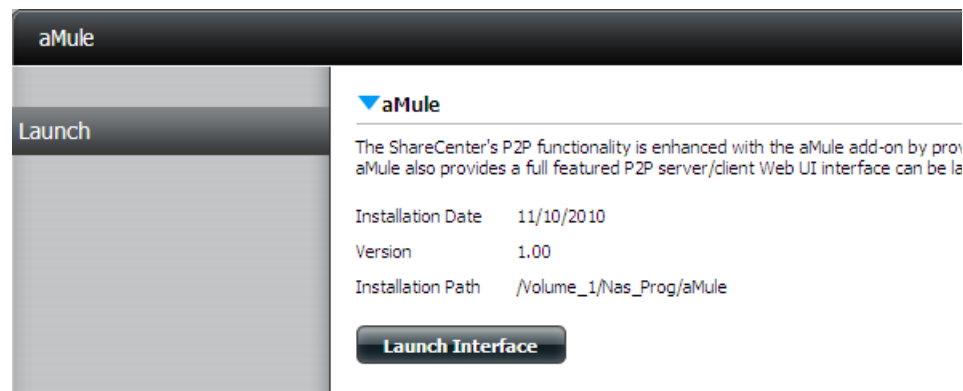 aMule
Launch
aMule
The ShareCenter's P2P functionality is enhanced with the aMule add-on by
aMule also provides a full featured P2P server/client Web UI interface can be
Installation Date 11/10/2010
Version 1.00
Installation Path /Volume_1/Nas_Prog/aMule
Launch Interface